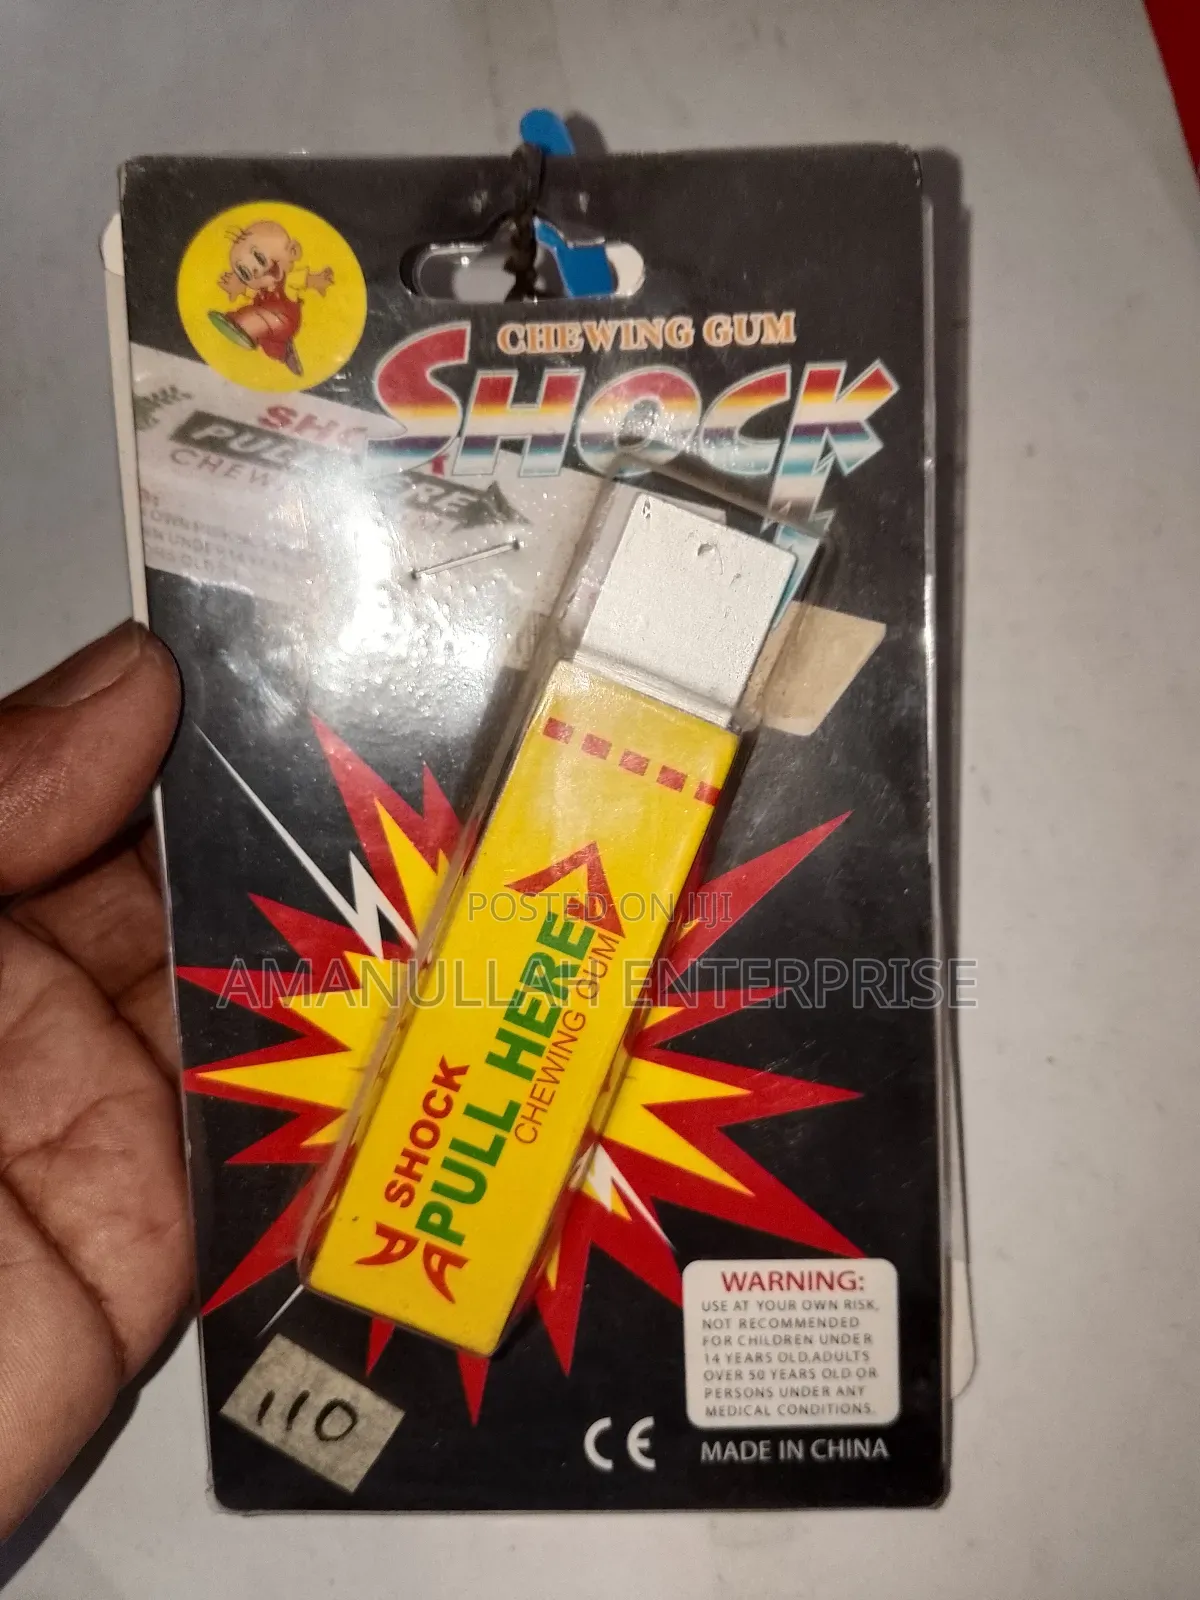 CHEWING GUM
SHOCK
POSTED ON JIJI
AMANULLAH ENTERPRISE
SHOCK
PULL HERE
CHEWING GUM
WARNING:
USE AT YOUR OWN RISK,
NOT RECOMMENDED
FOR CHILDREN UNDER
14 YEARS OLD,ADULTS
OVER 50 YEARS OLD OR
PERSONS UNDER ANY
MEDICAL CONDITIONS.
110
CE
MADE IN CHINA